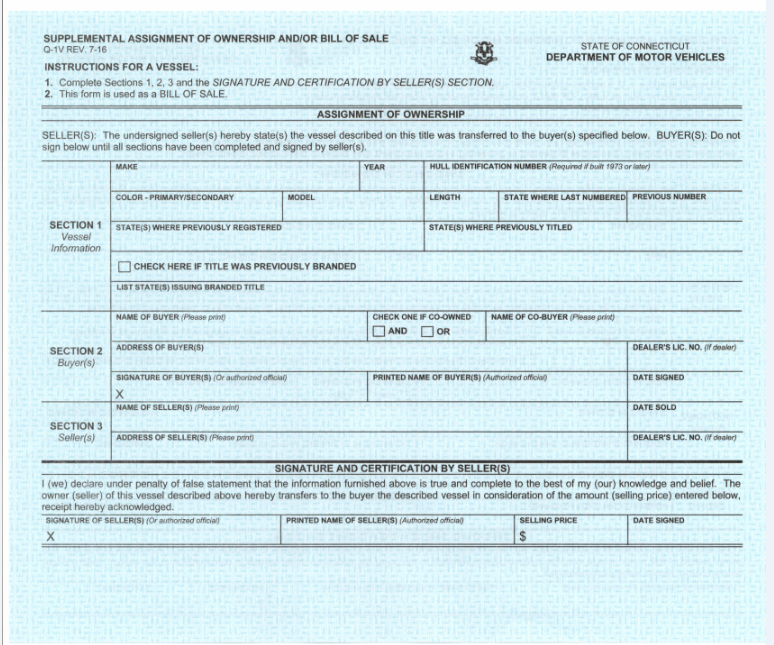 SUPPLEMENTAL ASSIGNMENT OF OWNERSHIP AND/OR BILL OF SALE
Q-1V REV. 7-16
STATE OF CONNECTICUT
DEPARTMENT OF MOTOR VEHICLES
INSTRUCTIONS FOR A VESSEL:
1. Complete Sections 1, 2, 3 and the SIGNATURE AND CERTIFICATION BY SELLER(S) SECTION.
2. This form is used as a BILL OF SALE.
ASSIGNMENT OF OWNERSHIP
SELLER(S): The undersigned seller(s) hereby state(s) the vessel described on this title was transferred to the buyer(s) specified below. BUYER(S): Do not
sign below until all sections have been completed and signed by seller(s).
SECTION 1
Vessel
Information
MAKE
YEAR
HULL IDENTIFICATION NUMBER (Required if built 1973 or later)
COLOR - PRIMARY/SECONDARY
MODEL
LENGTH
STATE WHERE LAST NUMBERED
PREVIOUS NUMBER
STATE(S) WHERE PREVIOUSLY REGISTERED
STATE(S) WHERE PREVIOUSLY TITLED
CHECK HERE IF TITLE WAS PREVIOUSLY BRANDED
LIST STATE(S) ISSUING BRANDED TITLE
SECTION 2
Buyer(s)
NAME OF BUYER (Please print)
CHECK ONE IF CO-OWNED
AND OR
NAME OF CO-BUYER (Please print)
ADDRESS OF BUYER(S)
DEALER'S LIC. NO. (if dealer)
SIGNATURE OF BUYER(S) (Or authorized official)
X
PRINTED NAME OF BUYER(S) (Authorized official)
DATE SIGNED
SECTION 3
Seller(s)
NAME OF SELLER(S) (Please print)
DATE SOLD
ADDRESS OF SELLER(S) (Please print)
DEALER'S LIC. NO. (if dealer)
SIGNATURE AND CERTIFICATION BY SELLER(S)
I (we) declare under penalty of false statement that the information furnished above is true and complete to the best of my (our) knowledge and belief. The
owner (seller) of this vessel described above hereby transfers to the buyer the described vessel in consideration of the amount (selling price) entered below,
receipt hereby acknowledged.
SIGNATURE OF SELLER(S) (Or authorized official)
X
PRINTED NAME OF SELLER(S) (Authorized official)
SELLING PRICE
$
DATE SIGNED